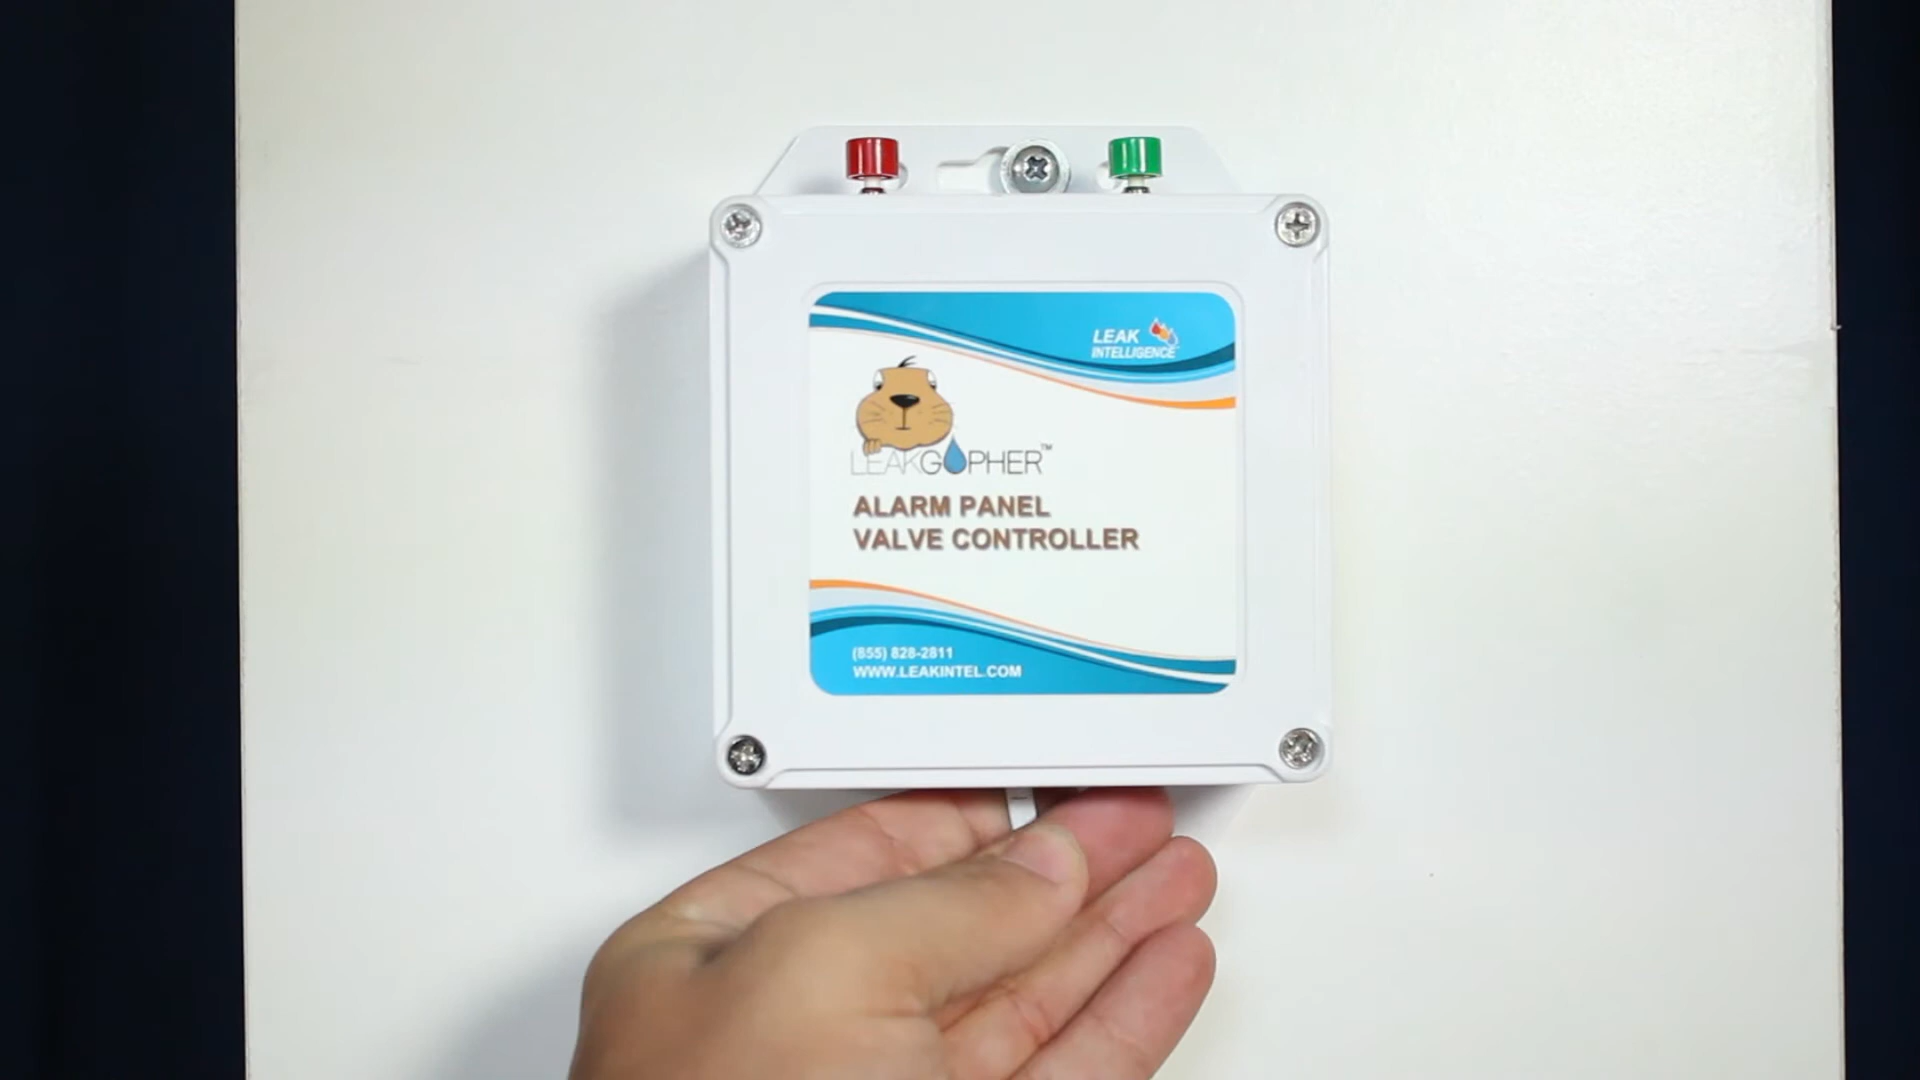 LEAK
INTELLIGENCE
LEAKGOPHER™
ALARM PANEL
VALVE CONTROLLER
(855) 828-2811
WWW.LEAKINTEL.COM